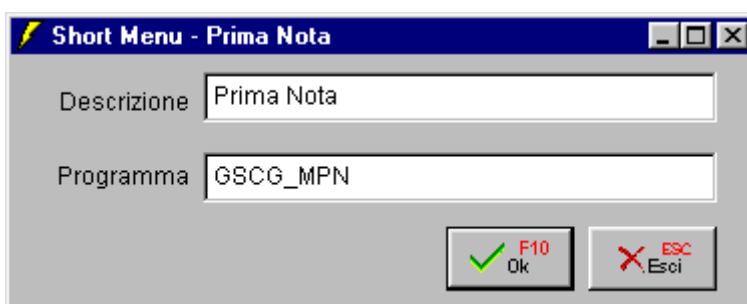 Short Menu - Prima Nota
Descrizione Prima Nota
Programma GSCG_MPN
F10 Ok ESC Esci